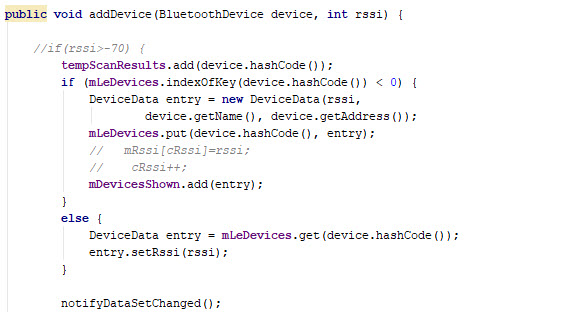 public void addDevice(BluetoothDevice device, int rssi) {
//if(rssi>-70) {
tempScanResults.add(device.hashCode());
if (mLeDevices.indexOfKey(device.hashCode()) < 0) {
DeviceData entry = new DeviceData(rssi,
device.getName(), device.getAddress());
mLeDevices.put(device.hashCode(), entry);
//   mRssi[cRssi]=rssi;
//    cRssi++;
mDevicesShown.add(entry);
}
else {
DeviceData entry = mLeDevices.get(device.hashCode());
entry.setRssi(rssi);
}
notifyDataSetChanged();